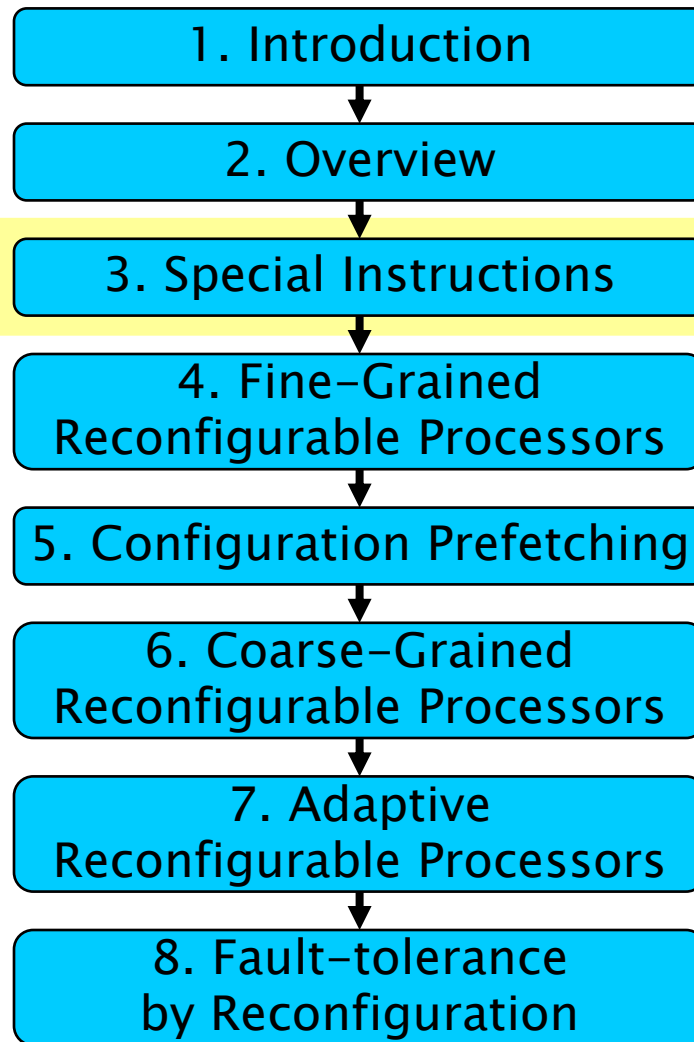 1. Introduction
2. Overview
3. Special Instructions
4. Fine-Grained
Reconfigurable Processors
5. Configuration Prefetching
6. Coarse-Grained
Reconfigurable Processors
7. Adaptive
Reconfigurable Processors
8. Fault-tolerance
by Reconfiguration